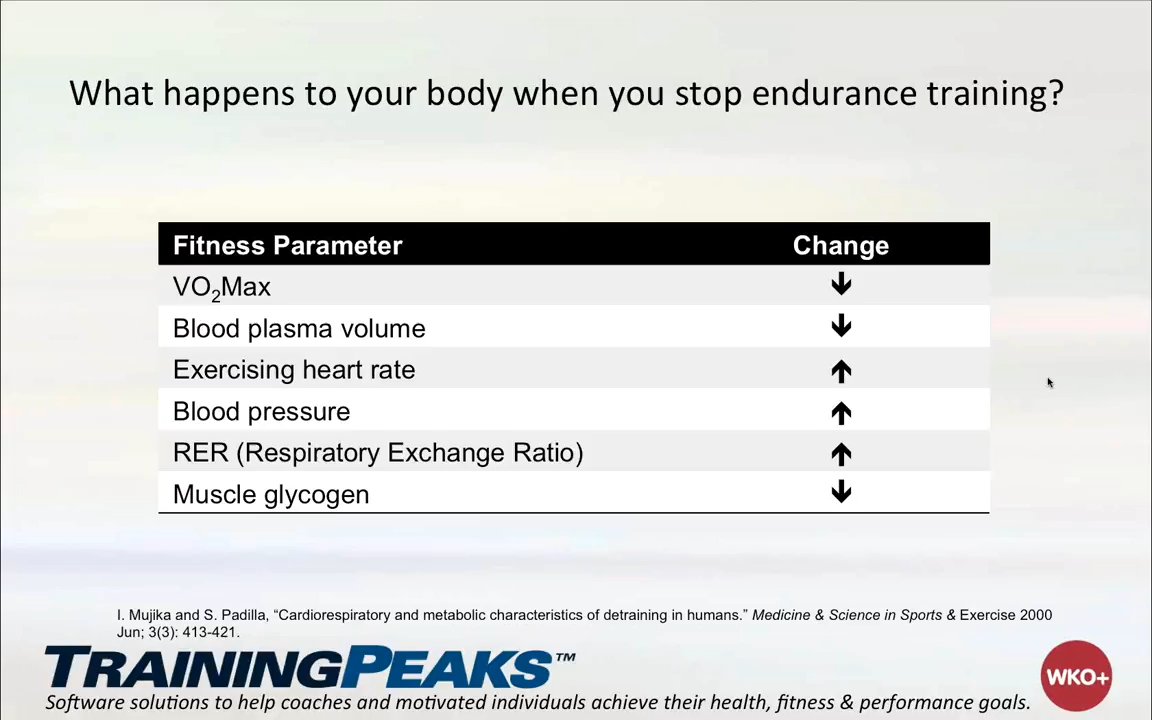 What happens to your body when you stop endurance training?
Fitness Parameter Change
VO₂Max ↓
Blood plasma volume ↓
Exercising heart rate ↑
Blood pressure ↑
RER (Respiratory Exchange Ratio) ↑
Muscle glycogen ↓
I. Mujika and S. Padilla, “Cardiorespiratory and metabolic characteristics of detraining in humans.” Medicine & Science in Sports & Exercise 2000
Jun; 3(3): 413-421.
TRAININGPEAKS™
WKO+
Software solutions to help coaches and motivated individuals achieve their health, fitness & performance goals.